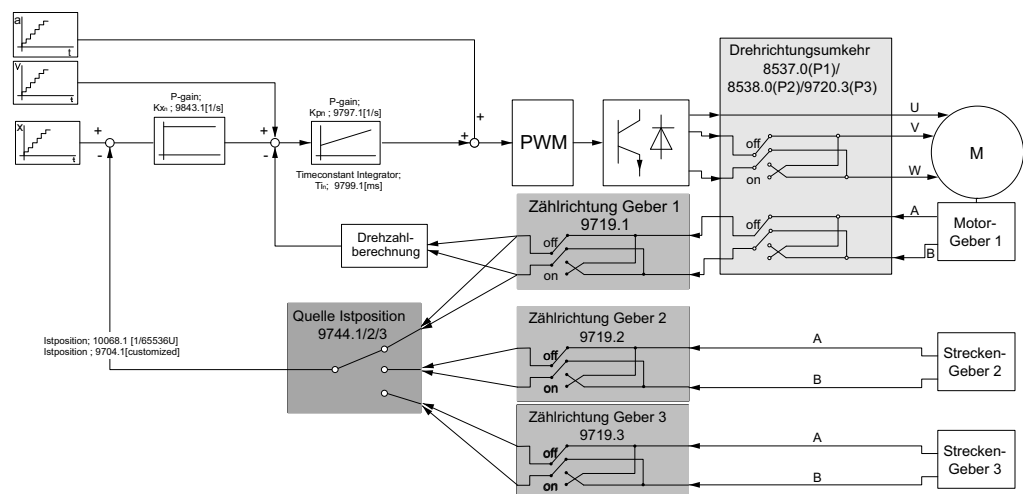 a
t
v
t
x
t
+
-
P-gain;
Kxₙ ; 9843.1[1/s]
+
-
P-gain;
Kpₙ ; 9797.1[1/s]
Timeconstant Integrator;
Tiₙ; 9799.1[ms]
+
+
PWM
Drehrichtungsumkehr
8537.0(P1)/
8538.0(P2)/9720.3(P3)
off
on
off
U
V
W
M
A
B
Motor-
Geber 1
Zählrichtung Geber 1
9719.1
off
on
Drehzahl-
berechnung
Quelle Istposition
9744.1/2/3
Istposition; 10068.1 [1/65536U]
Istposition ; 9704.1[customized]
Zählrichtung Geber 2
9719.2
off
on
A
B
Strecken-
Geber 2
Zählrichtung Geber 3
9719.3
off
on
A
B
Strecken-
Geber 3